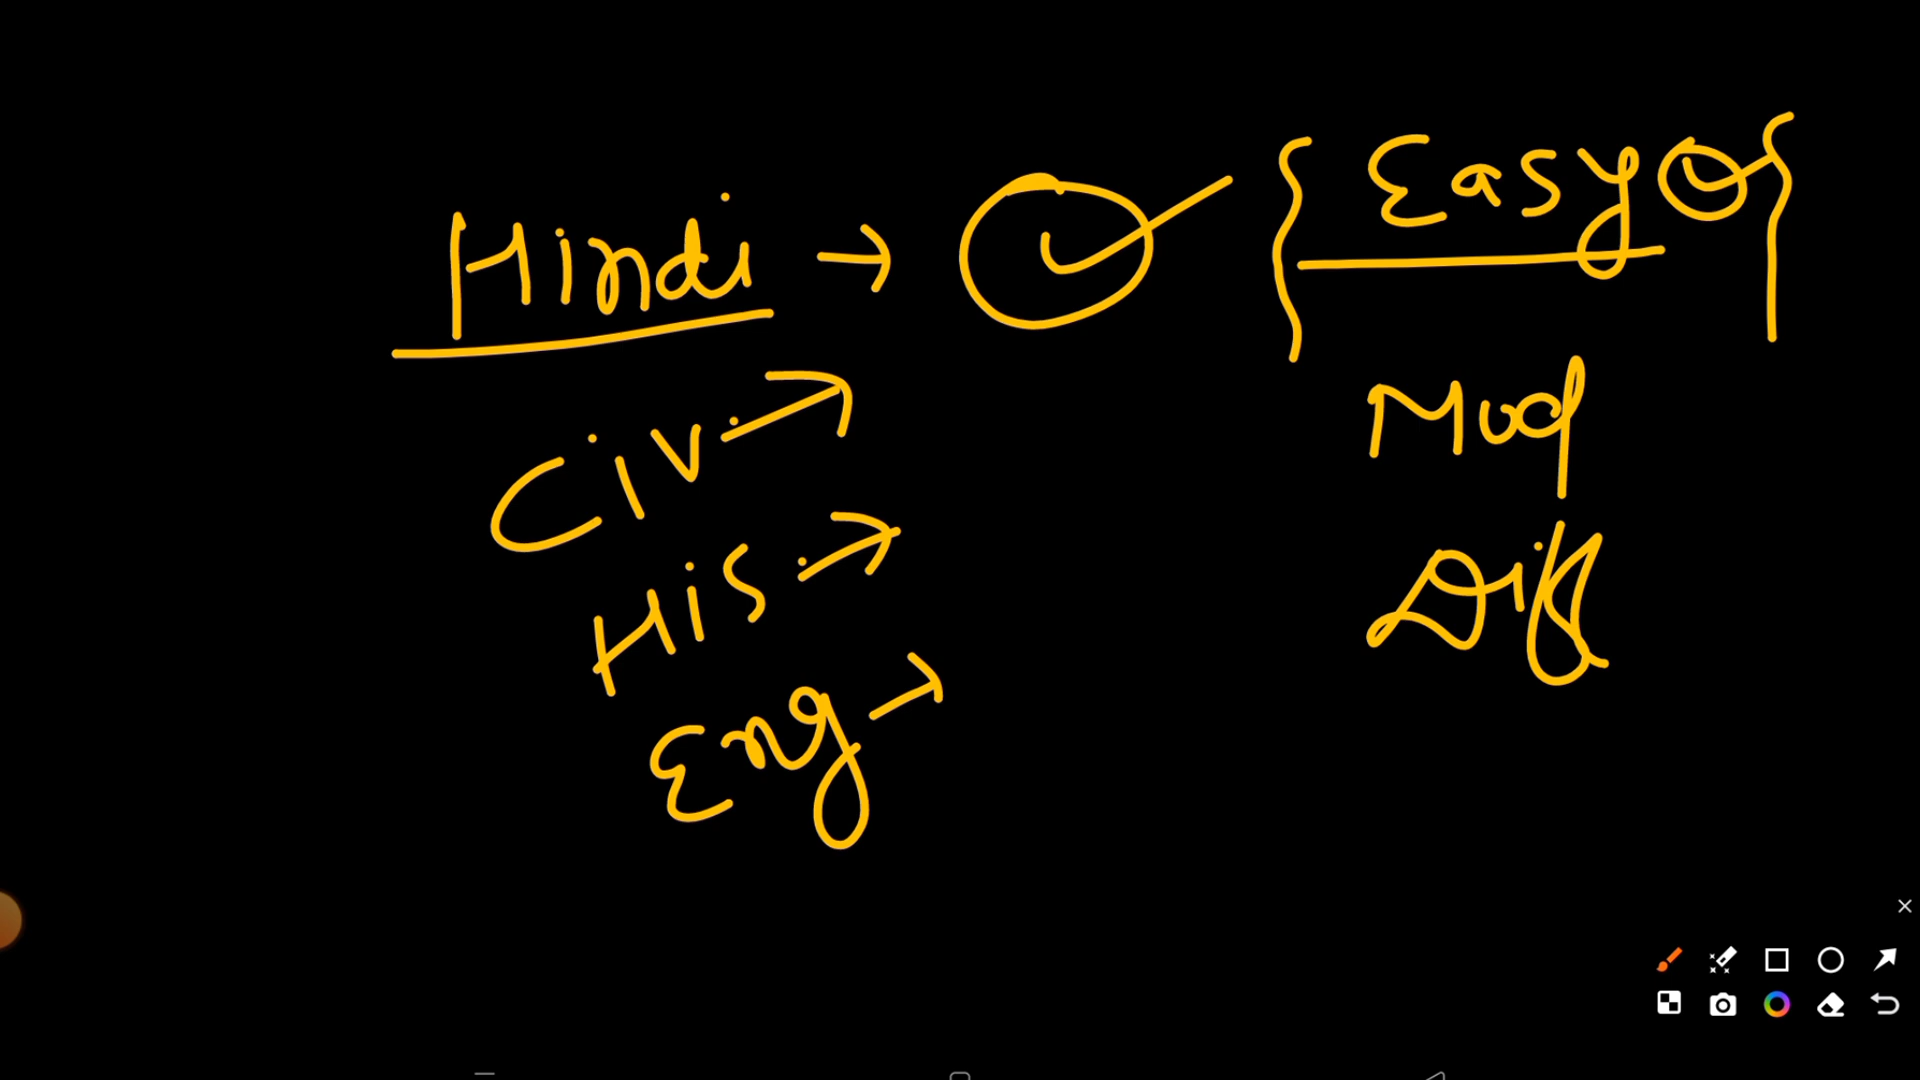 Hindi → { Easy }
Civ. →
Mod
His. →
Diff
Eng →